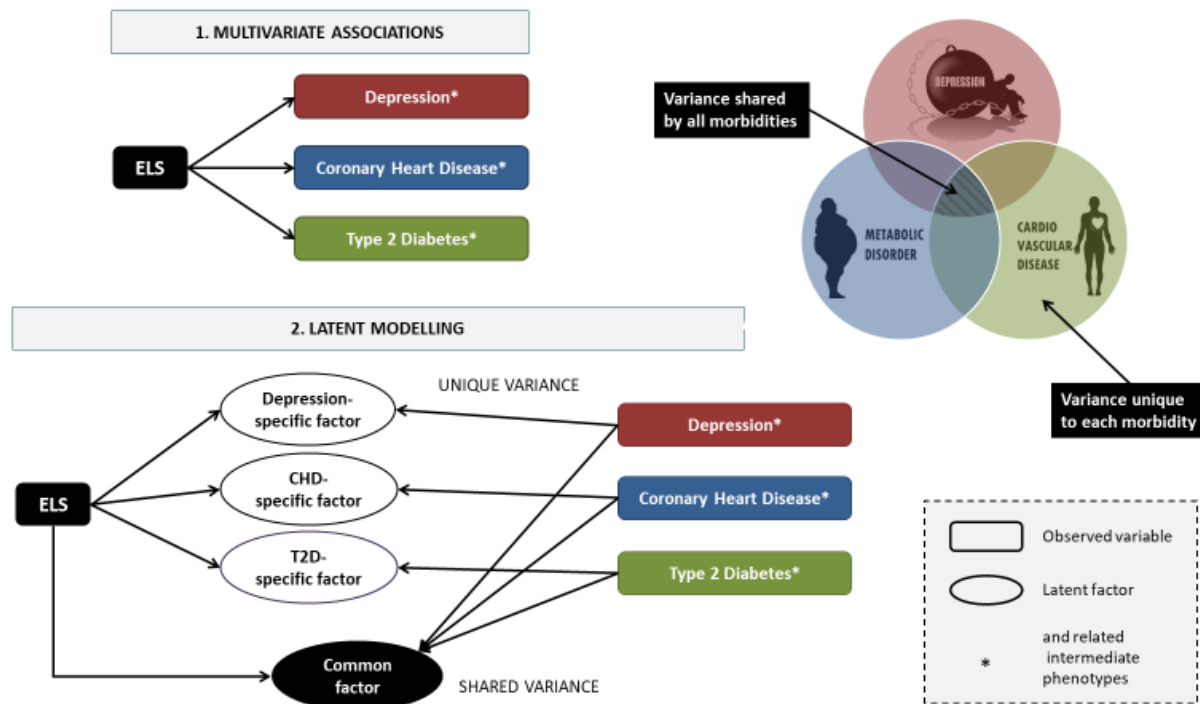 1. MULTIVARIATE ASSOCIATIONS
Depression*
ELS
Coronary Heart Disease*
Type 2 Diabetes*
Variance shared
by all morbidities
DEPRESSION
METABOLIC
DISORDER
CARDIO
VASCULAR
DISEASE
Variance unique
to each morbidity
2. LATENT MODELLING
UNIQUE VARIANCE
Depression-
specific factor
CHD-
specific factor
T2D-
specific factor
ELS
Depression*
Coronary Heart Disease*
Type 2 Diabetes*
Common
factor
SHARED VARIANCE
Observed variable
Latent factor
and related
intermediate
* phenotypes